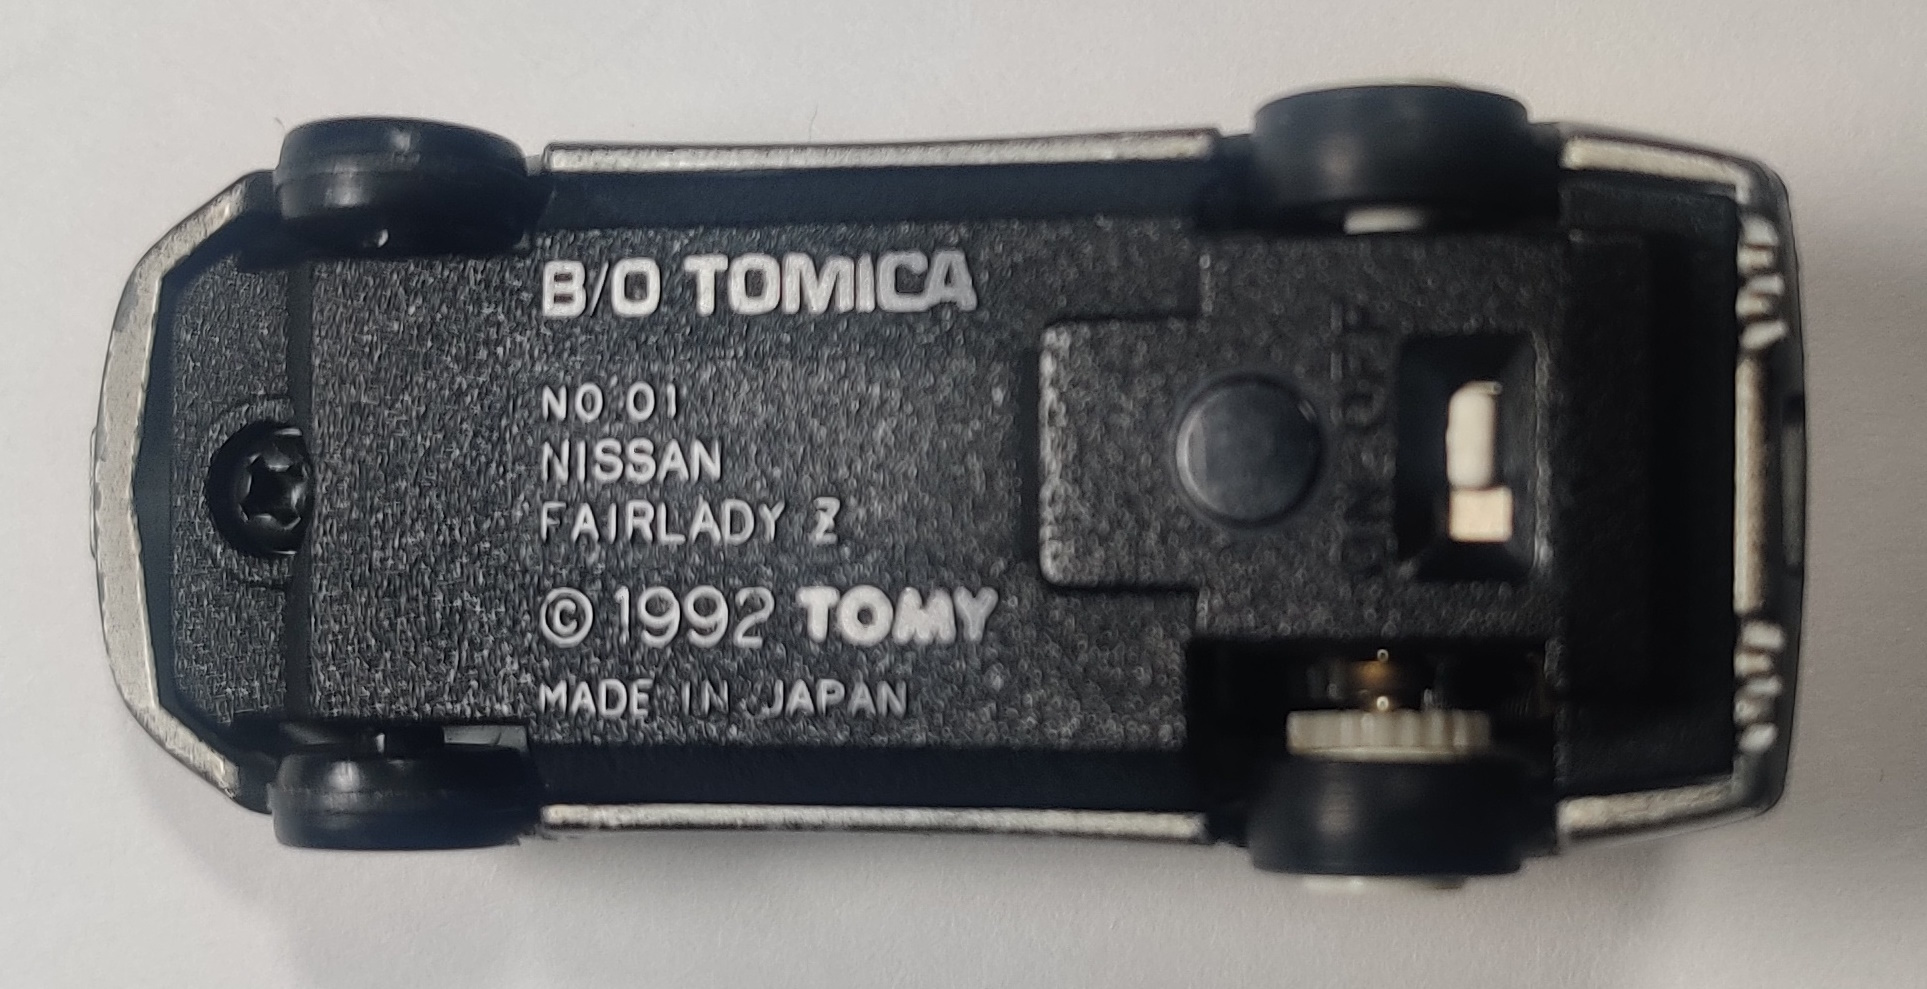 B/O TOMICA
NO 01
NISSAN
FAIRLADY Z
© 1992 TOMY
MADE IN JAPAN
ON OFF